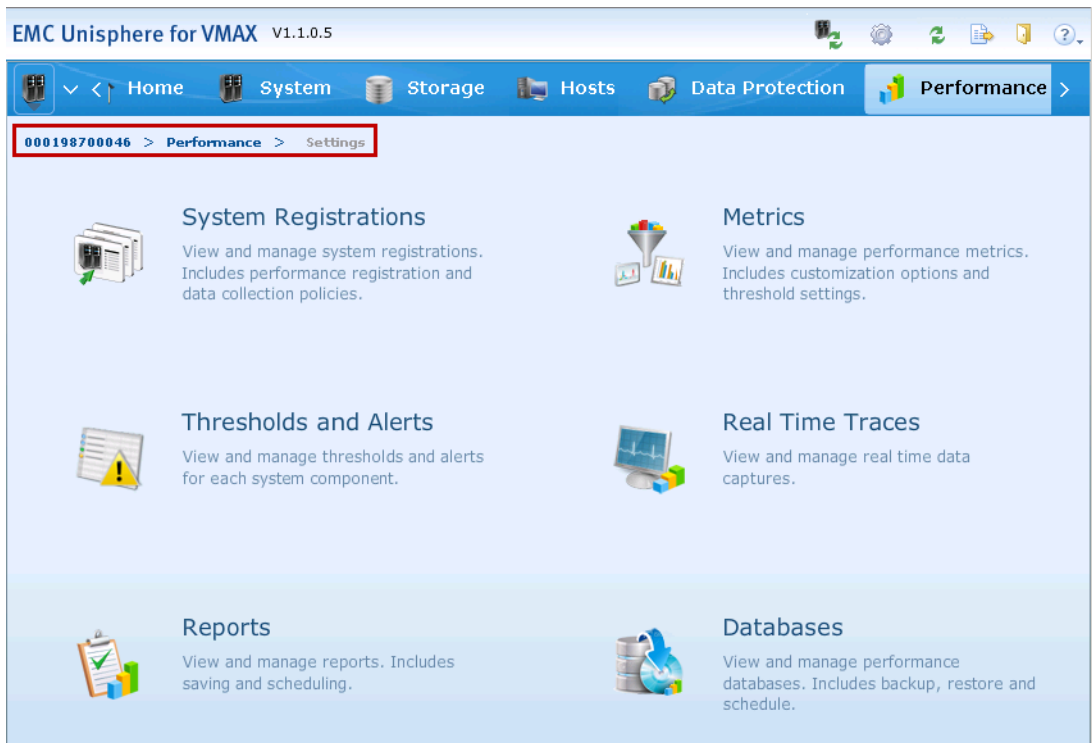 EMC Unisphere for VMAX V1.1.0.5
Home System Storage Hosts Data Protection Performance >
000198700046 > Performance > Settings
System Registrations
View and manage system registrations.
Includes performance registration and
data collection policies.
Metrics
View and manage performance metrics.
Includes customization options and
threshold settings.
Thresholds and Alerts
View and manage thresholds and alerts
for each system component.
Real Time Traces
View and manage real time data
captures.
Reports
View and manage reports. Includes
saving and scheduling.
Databases
View and manage performance
databases. Includes backup, restore and
schedule.